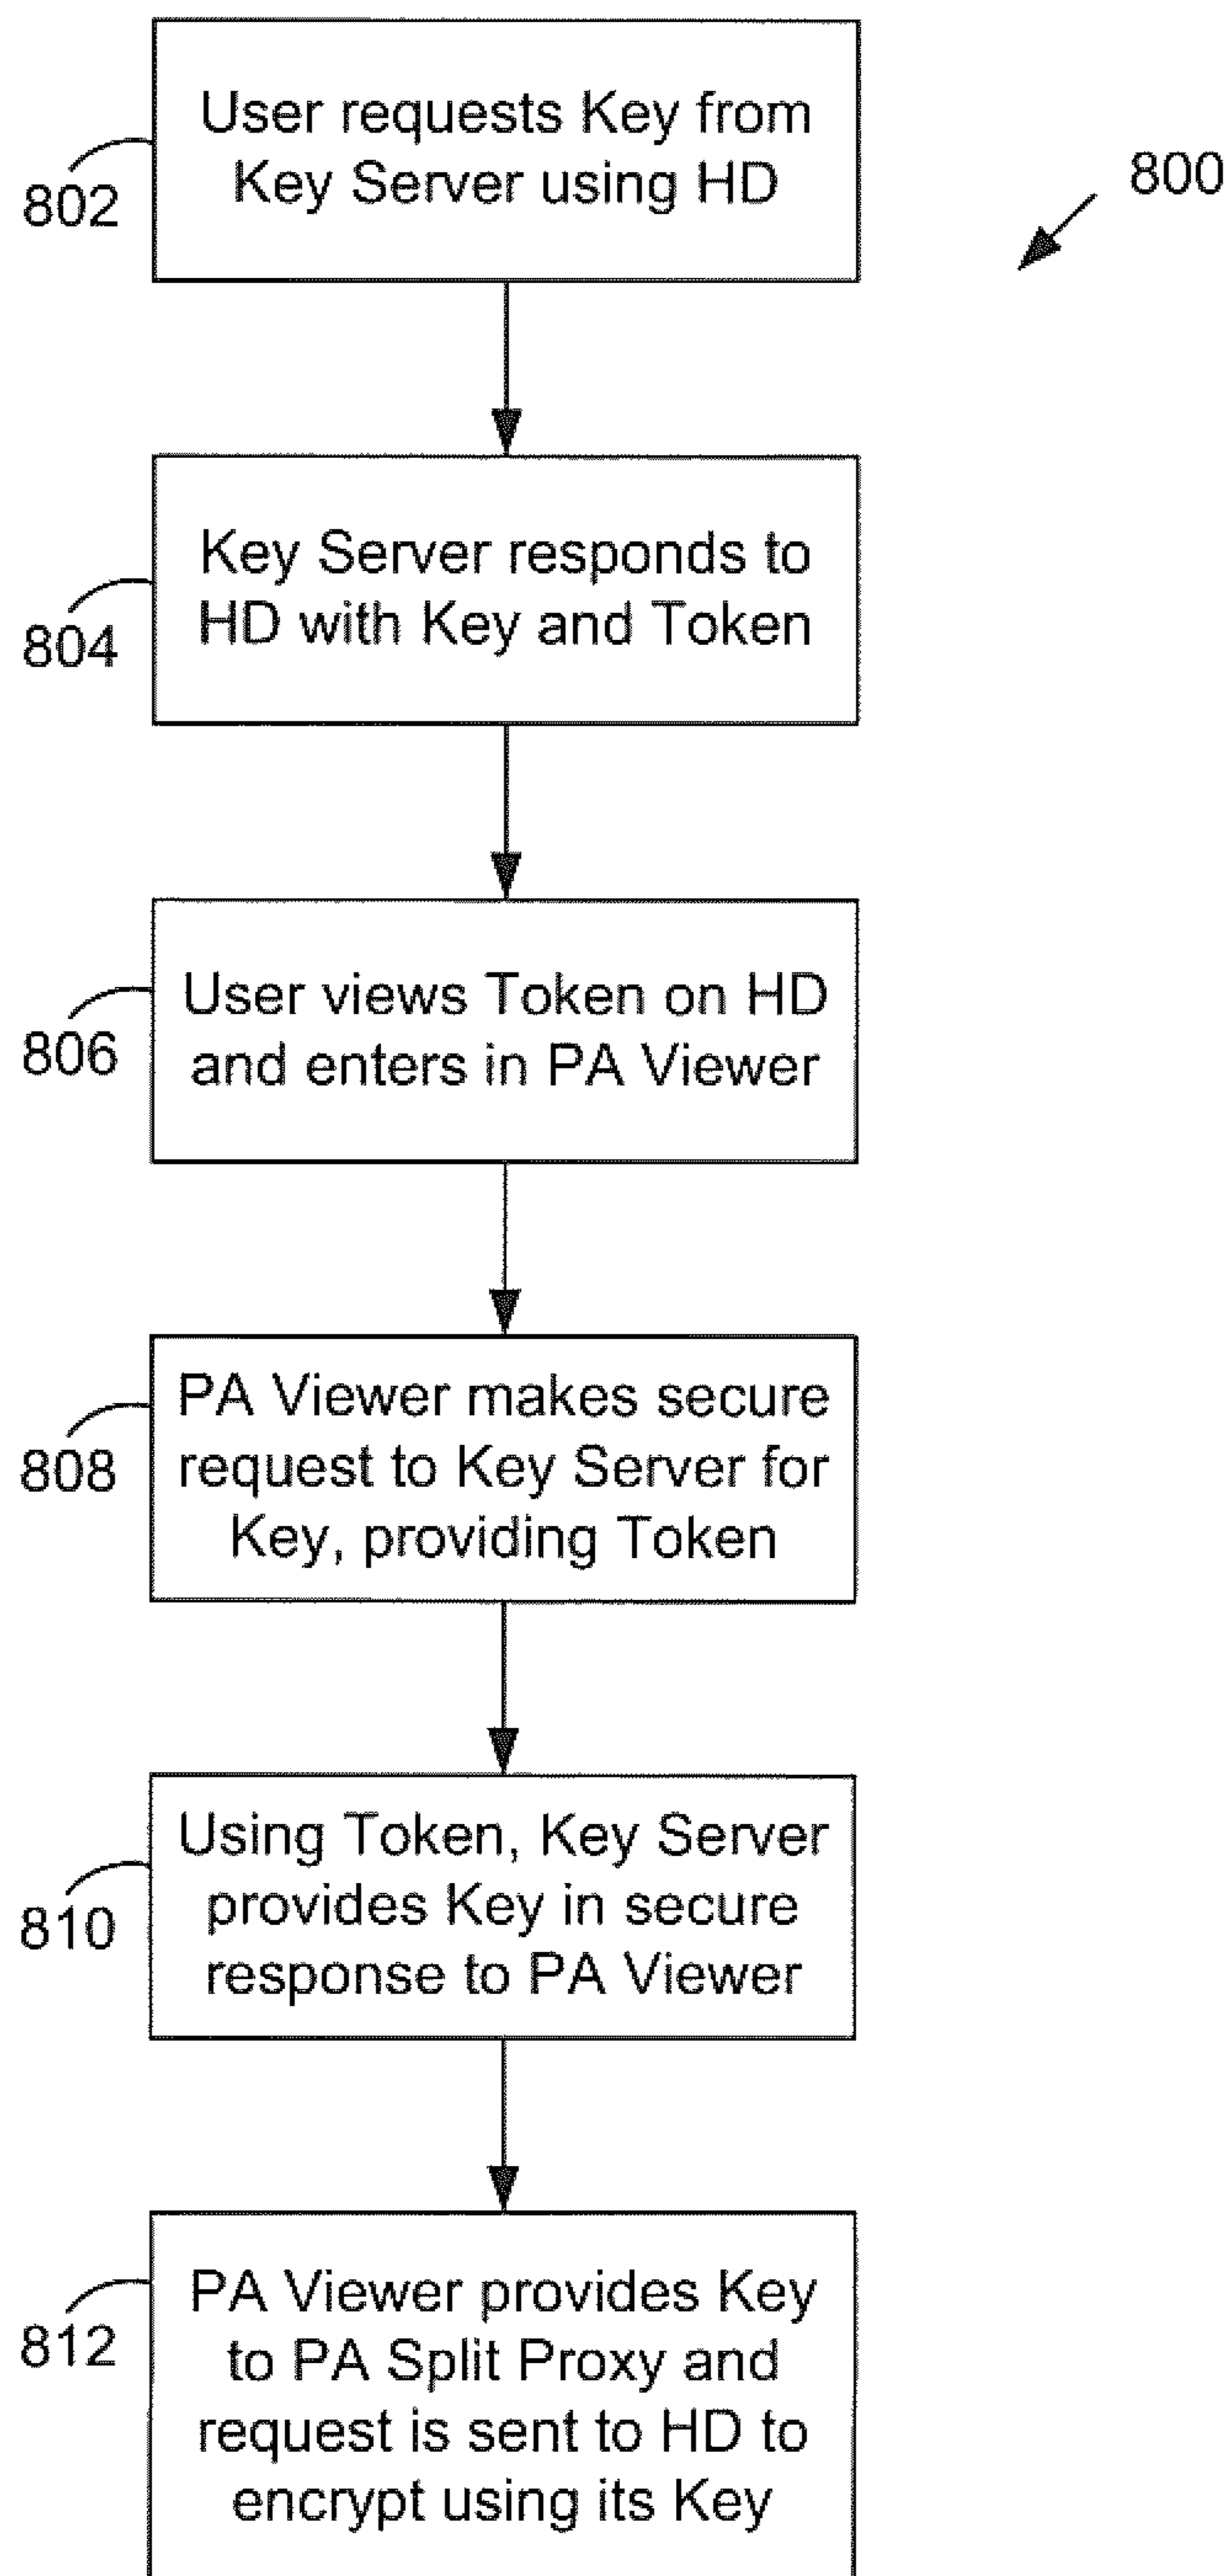 User requests Key from
Key Server using HD
802
800
Key Server responds to
HD with Key and Token
804
User views Token on HD
and enters in PA Viewer
806
PA Viewer makes secure
request to Key Server for
Key, providing Token
808
Using Token, Key Server
provides Key in secure
response to PA Viewer
810
PA Viewer provides Key
to PA Split Proxy and
request is sent to HD to
encrypt using its Key
812